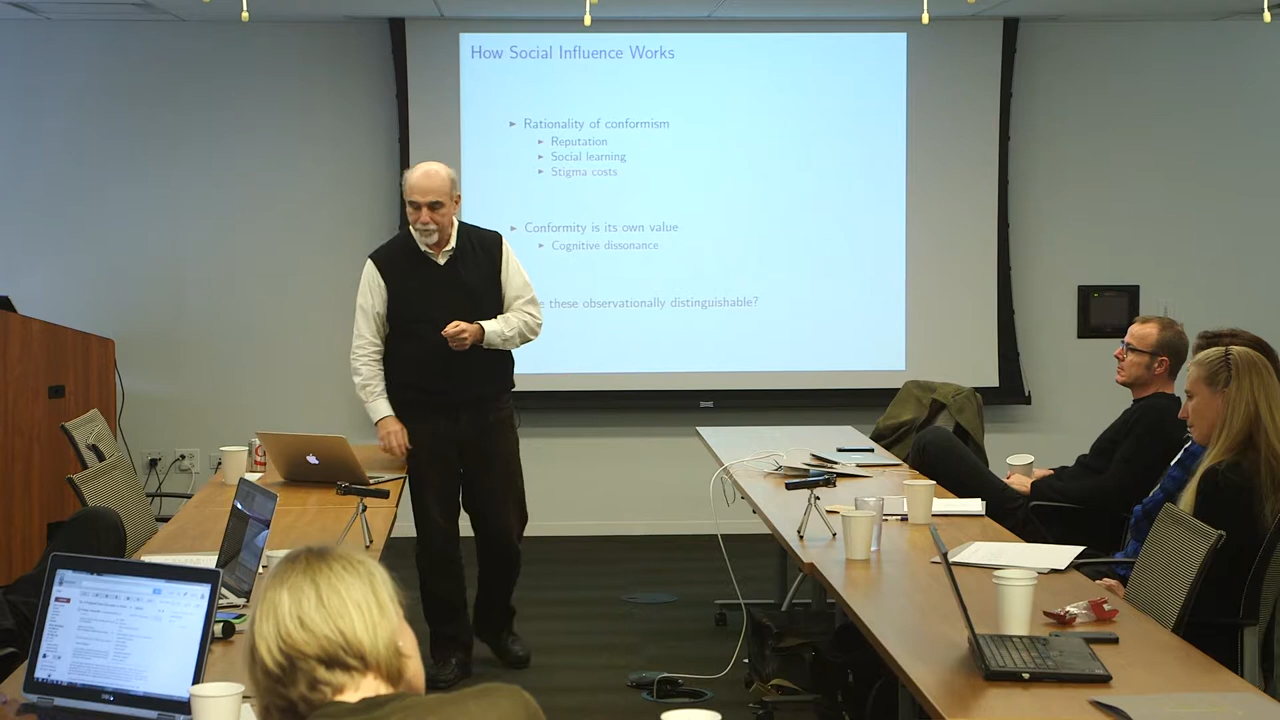 How Social Influence Works
► Rationality of conformism
► Reputation
► Social learning
► Stigma costs
► Conformity is its own value
► Cognitive dissonance
these observationally distinguishable?